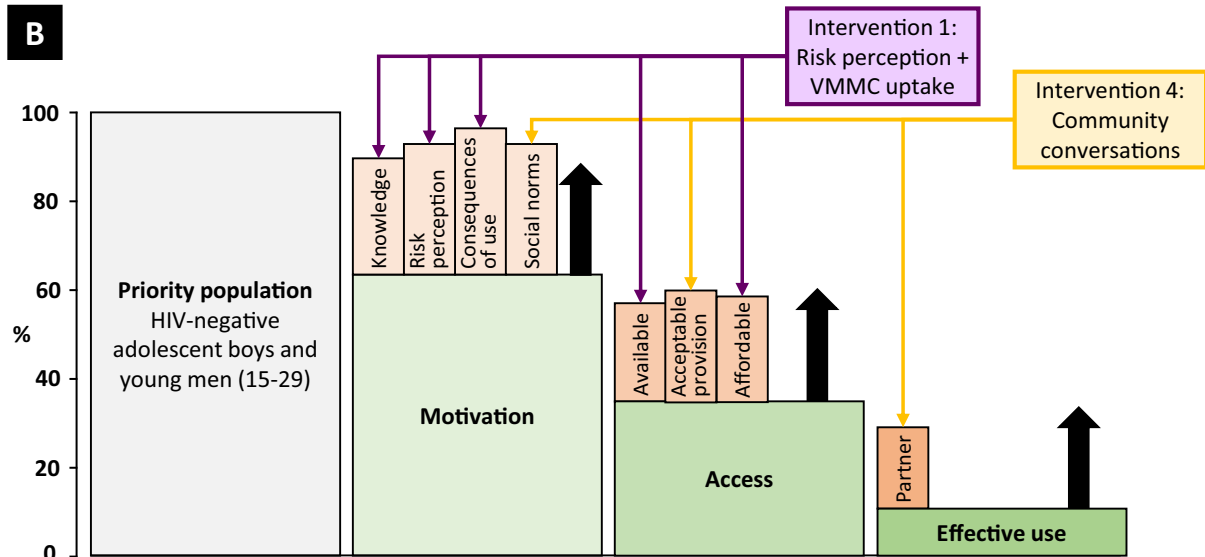 B
Intervention 1:
Risk perception +
VMMC uptake
Intervention 4:
Community
conversations
100
80
60
%
40
20
0
Priority population
HIV-negative
adolescent boys and
young men (15-29)
Knowledge
Risk
perception
Consequences
of use
Social norms
Motivation
Available
Acceptable
provision
Affordable
Access
Partner
Effective use